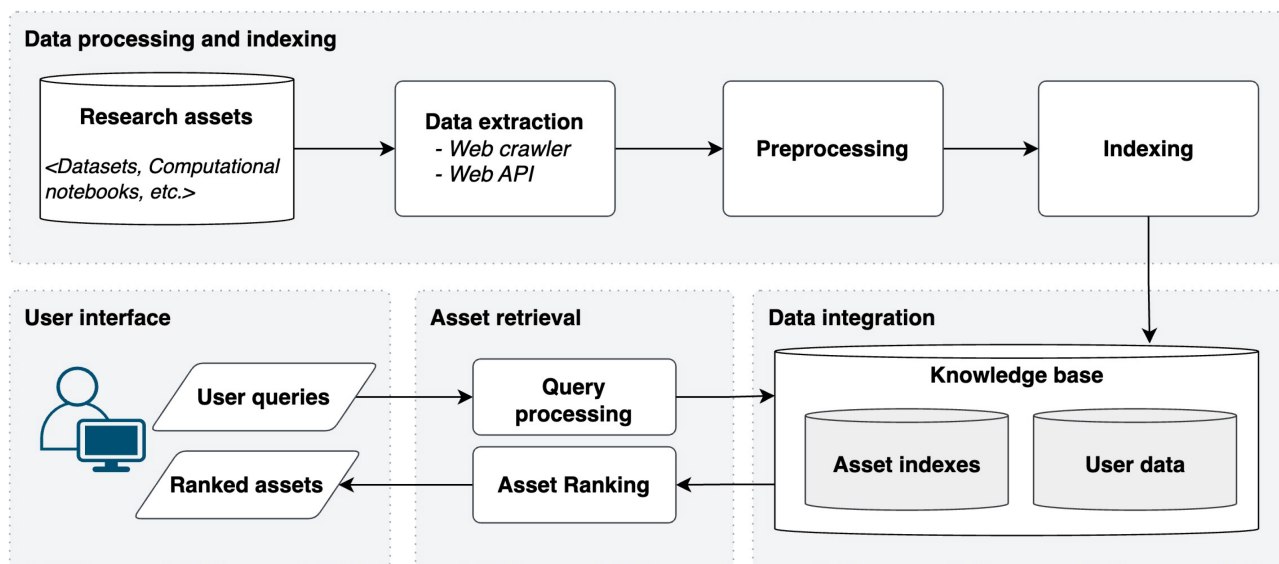 Data processing and indexing
Research assets
<Datasets, Computational
notebooks, etc.>
Data extraction
- Web crawler
- Web API
Preprocessing
Indexing
User interface
User queries
Ranked assets
Asset retrieval
Query
processing
Asset Ranking
Data integration
Knowledge base
Asset indexes
User data